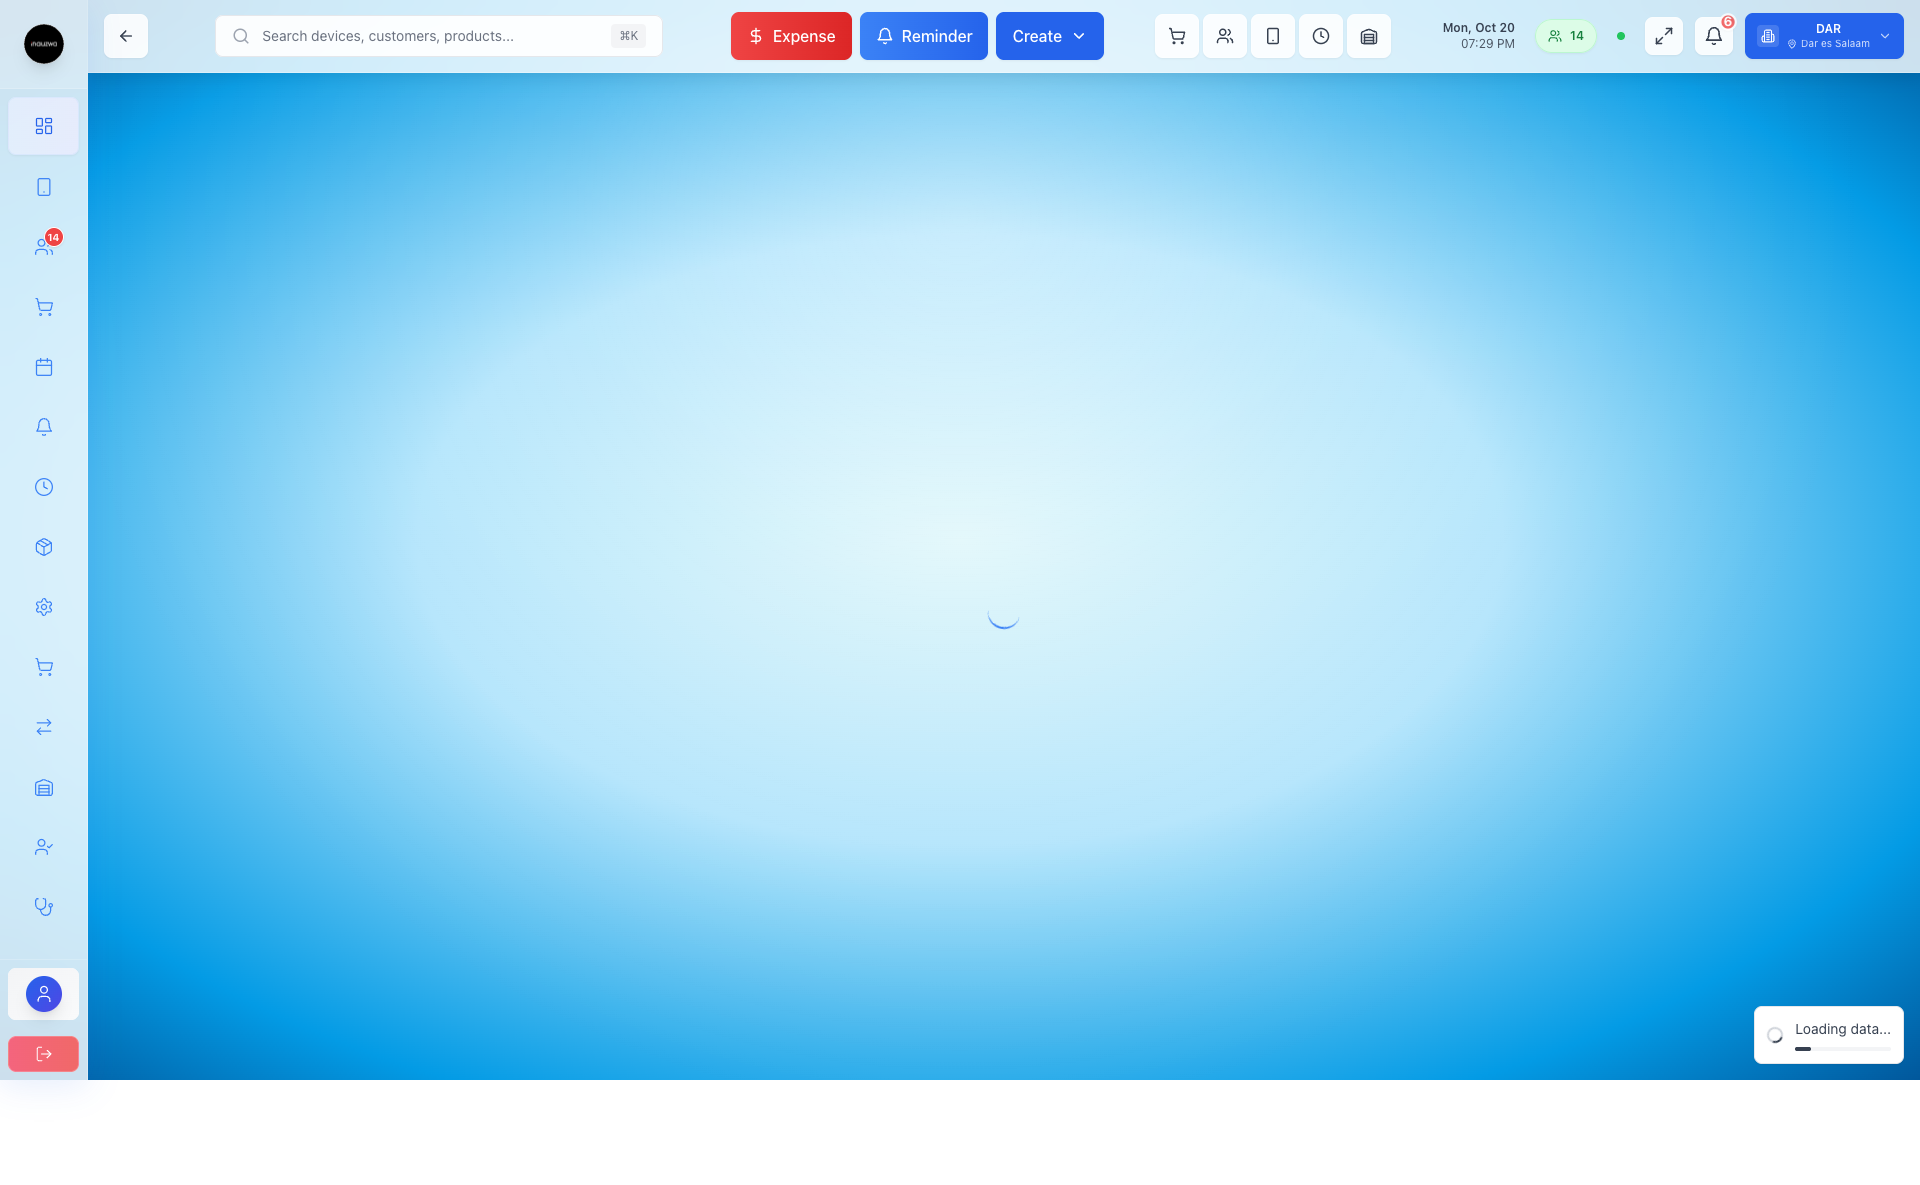 inauzwa
Search devices, customers, products...
⌘K
Expense
Reminder
Create
Mon, Oct 20
07:29 PM
14
6
DAR
Dar es Salaam
14
Loading data...